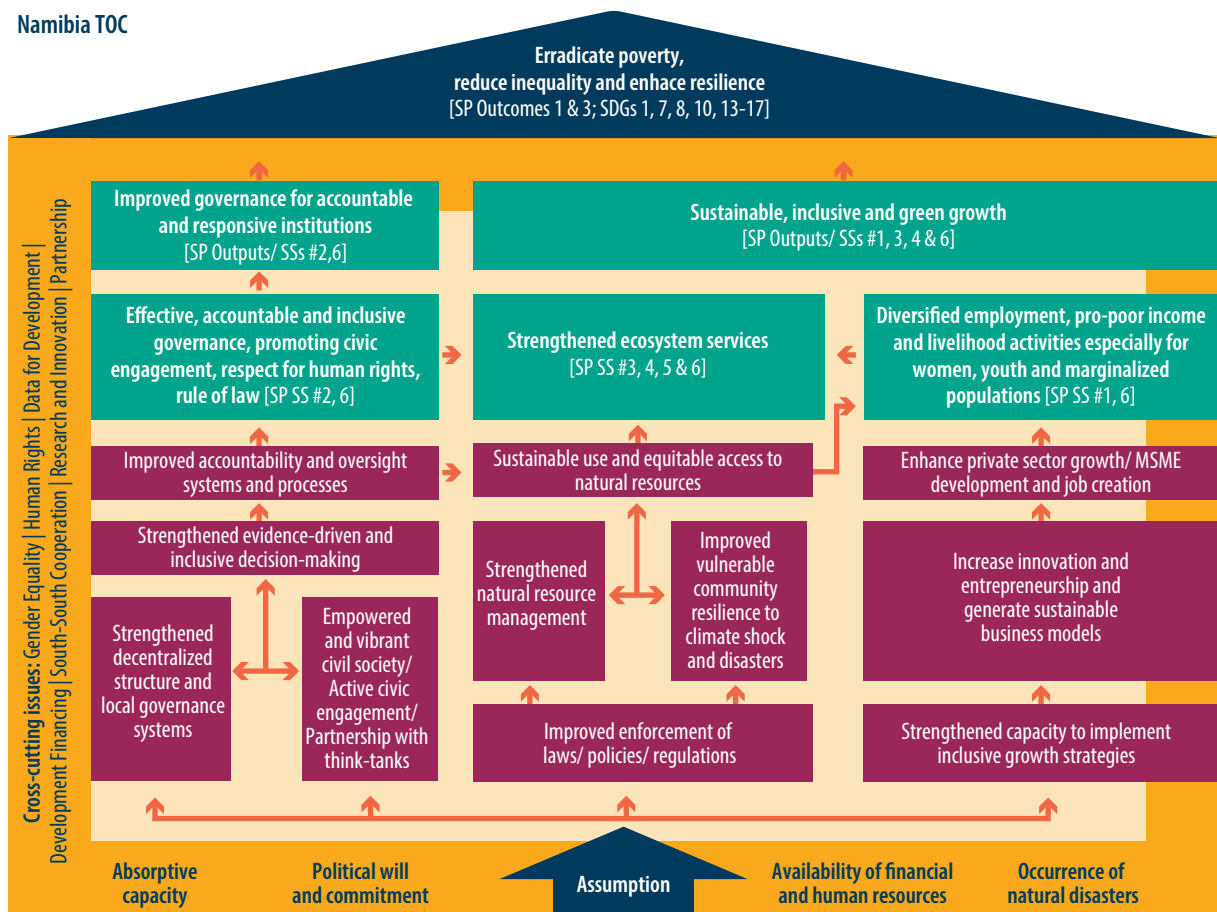 Namibia TOC
Erradicate poverty,
reduce inequality and enhace resilience
[SP Outcomes 1 & 3; SDGs 1, 7, 8, 10, 13-17]
Cross-cutting issues: Gender Equality | Human Rights | Data for Development |
Development Financing | South-South Cooperation | Research and Innovation | Partnership
Improved governance for accountable
and responsive institutions
[SP Outputs/ SSs #2,6]
Sustainable, inclusive and green growth
[SP Outputs/ SSs #1, 3, 4 & 6]
Effective, accountable and inclusive
governance, promoting civic
engagement, respect for human rights,
rule of law [SP SS #2, 6]
Strengthened ecosystem services
[SP SS #3, 4, 5 & 6]
Diversified employment, pro-poor income
and livelihood activities especially for
women, youth and marginalized
populations [SP SS #1, 6]
Improved accountability and oversight
systems and processes
Sustainable use and equitable access to
natural resources
Enhance private sector growth/ MSME
development and job creation
Strengthened evidence-driven and
inclusive decision-making
Strengthened
natural resource
management
Improved
vulnerable
community
resilience to
climate shock
and disasters
Increase innovation and
entrepreneurship and
generate sustainable
business models
Strengthened
decentralized
structure and
local governance
systems
Empowered
and vibrant
civil society/
Active civic
engagement/
Partnership with
think-tanks
Improved enforcement of
laws/ policies/ regulations
Strengthened capacity to implement
inclusive growth strategies
Absorptive
capacity
Political will
and commitment
Assumption
Availability of financial
and human resources
Occurrence of
natural disasters